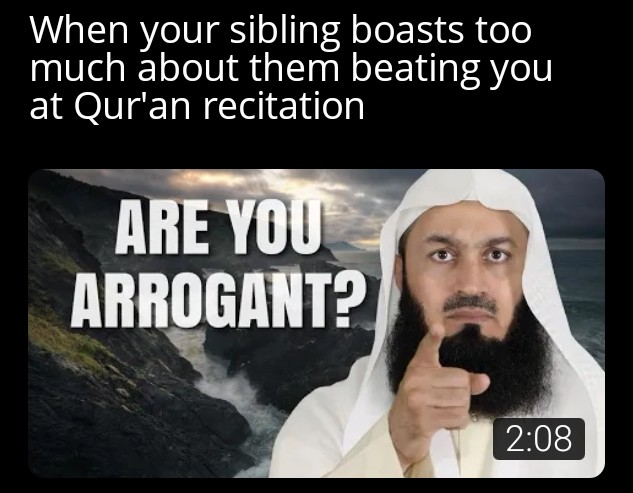 When your sibling boasts too
much about them beating you
at Qur'an recitation
ARE YOU
ARROGANT?
2:08